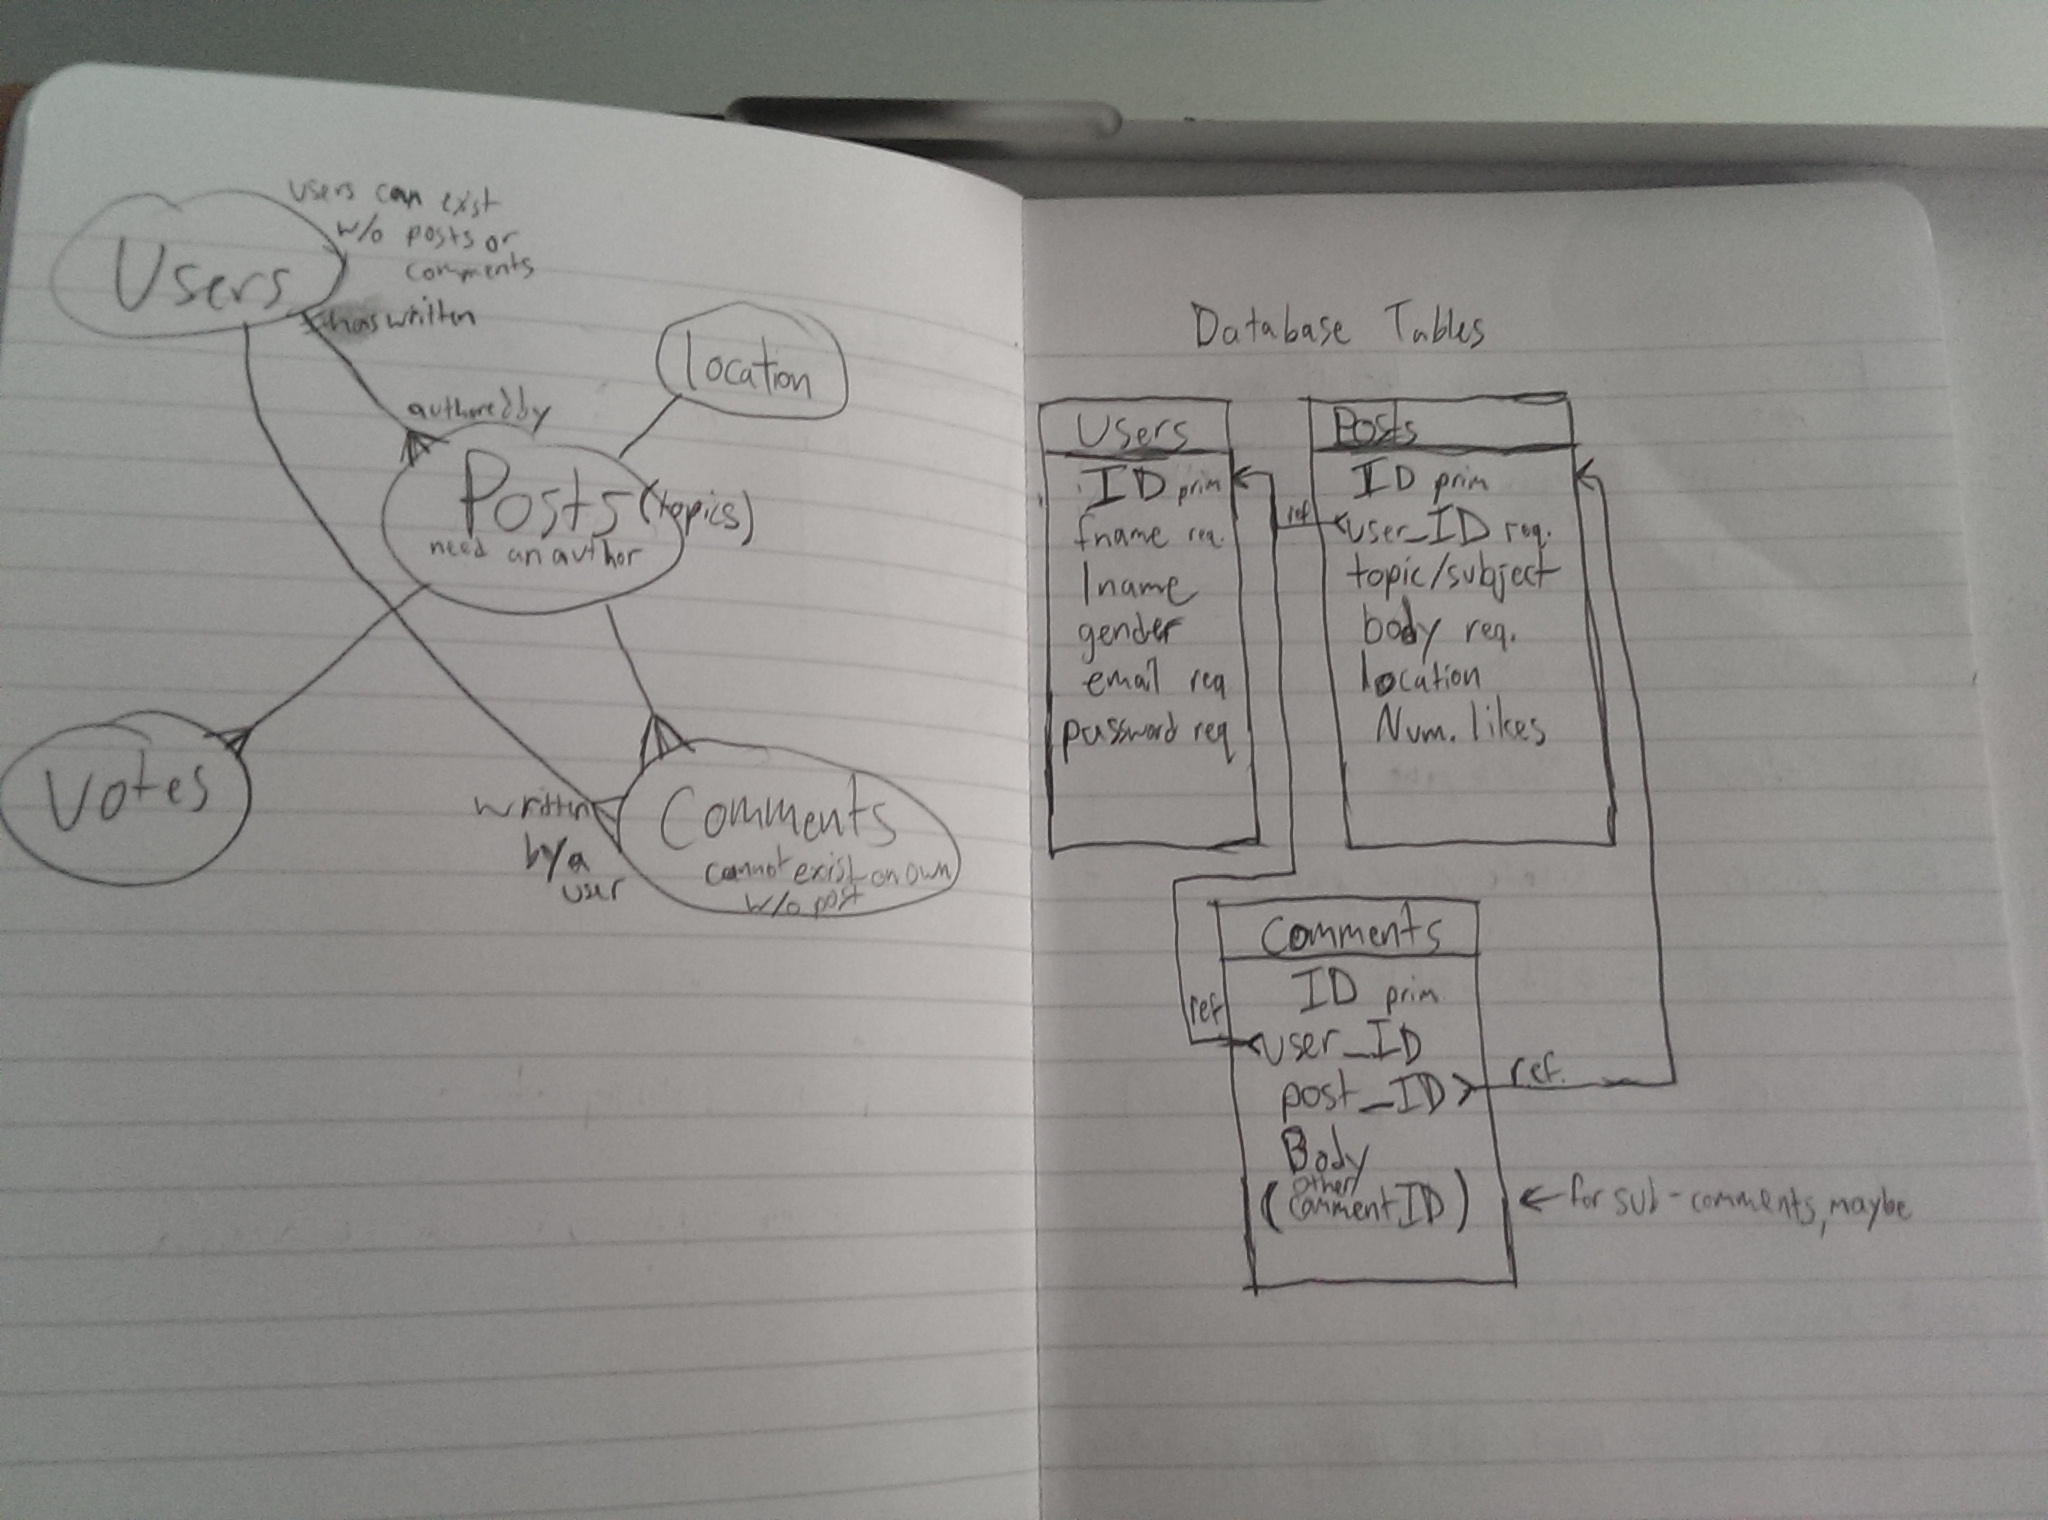 Users
users can exist
w/o posts or
comments
has written
location
authored by
Posts (topics)
need an author
Votes
written
by a
user
Comments
cannot exist on own
w/o post
Database Tables
Users
ID prim
fname req.
lname
gender
email req
password req
Posts
ID prim
ref
user_ID req.
topic/subject
body req.
location
Num. likes
Comments
ID prim
ref
user_ID
post_ID
ref.
Body
(other
comment_ID)
← for sub-comments, maybe